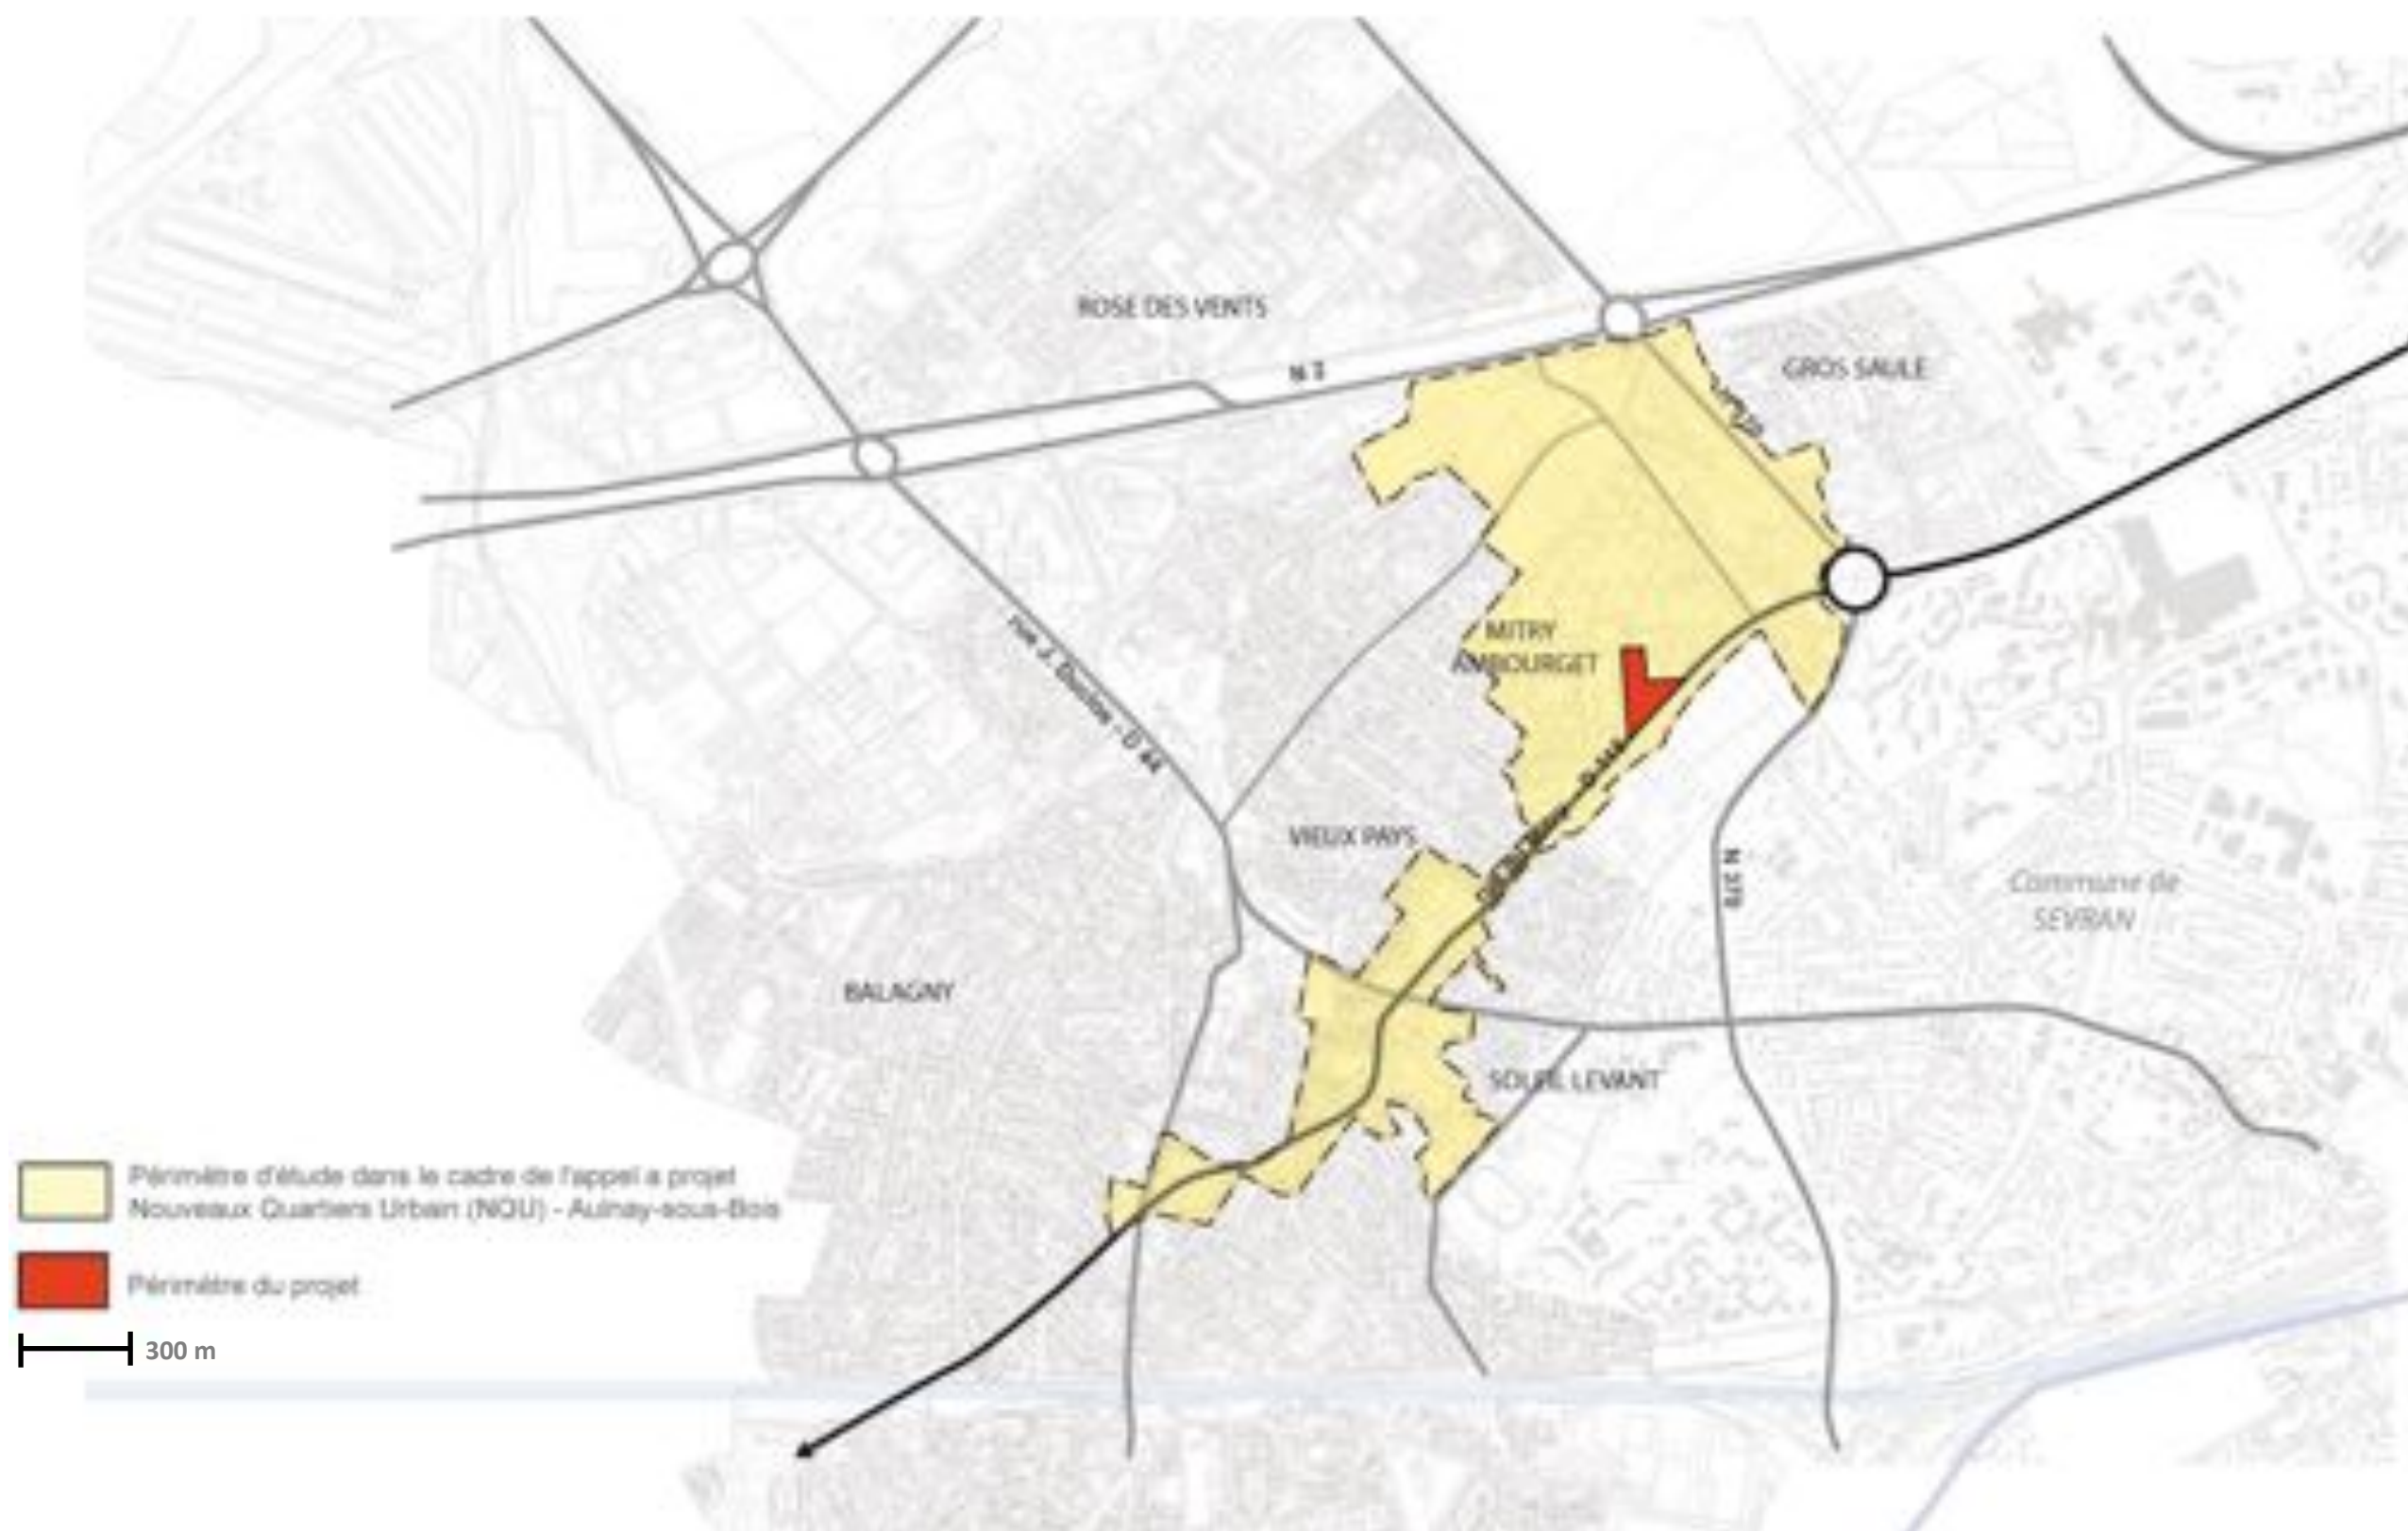 ROSE DES VENTS
N 2
GROS SAULE
MITRY
AMBOURGET
rue J. Duclos - D 44
VIEUX PAYS
N 370
Commune de
SEVRAN
BALAGNY
SOLEIL LEVANT
Périmètre d'étude dans le cadre de l'appel a projet
Nouveaux Quartiers Urbain (NQU) - Aulnay-sous-Bois
Périmètre du projet
300 m